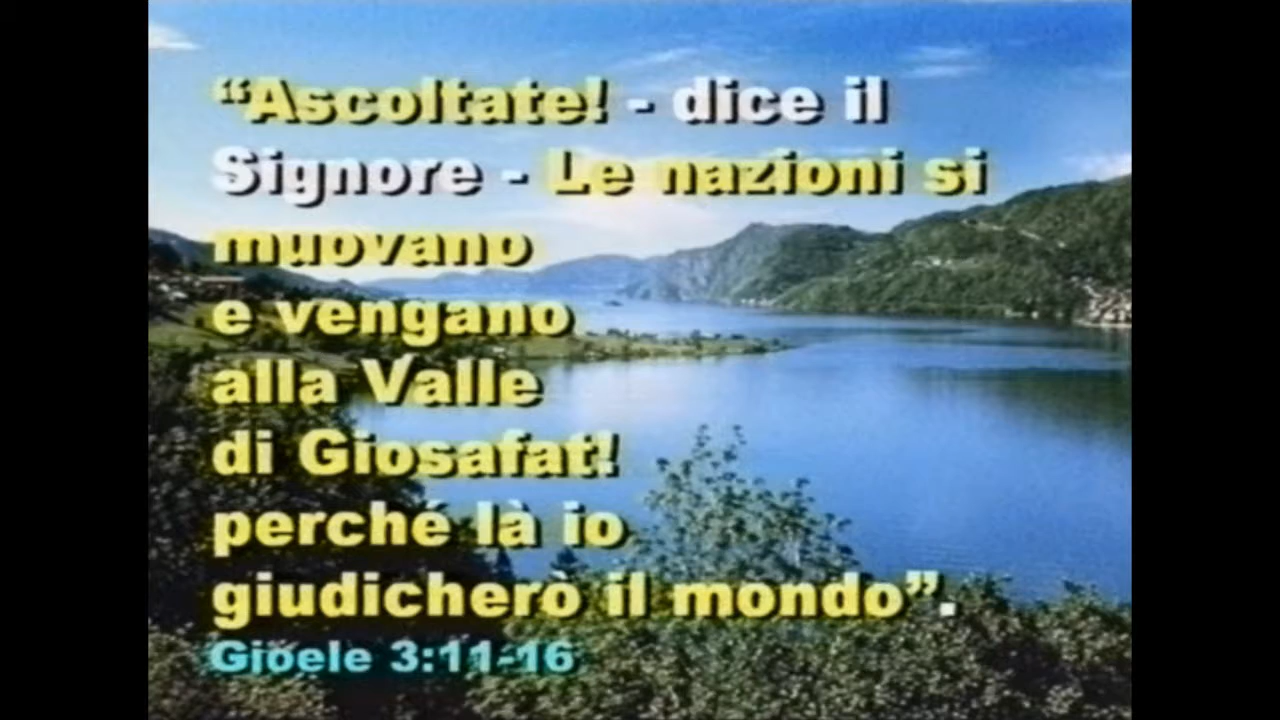 “Ascoltate! - dice il
Signore - Le nazioni si
muovano
e vengano
alla Valle
di Giosafat!
perché là io
giudicherò il mondo”.
Gioele 3:11-16